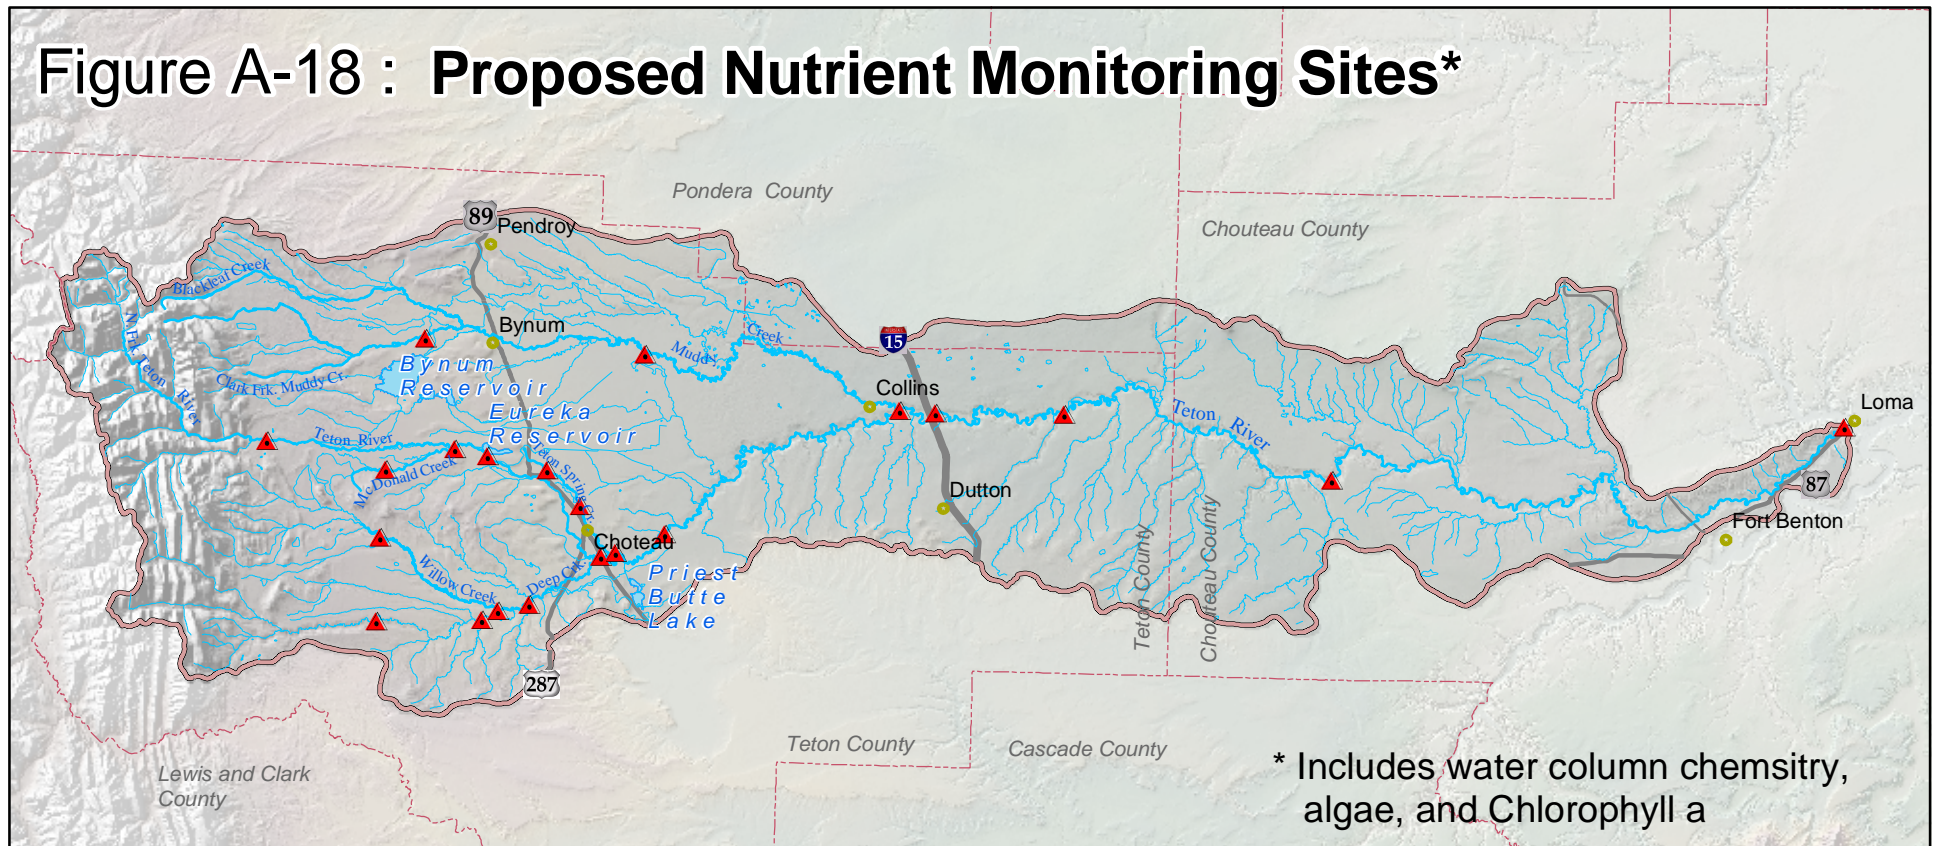 Figure A-18 : Proposed Nutrient Monitoring Sites*
Pondera County
Chouteau County
89
Pendroy
Blackleaf Creek
N. Frk. Teton River
Bynum
Muddy Creek
15
Bynum
Reservoir
Clark Frk. Muddy Cr.
Collins
Eureka
Reservoir
Teton River
Teton River
Loma
McDonald Creek
Teton Spring Cr.
Dutton
87
Fort Benton
Choteau
Willow Creek
Deep Crk.
Priest
Butte
Lake
Teton County
Chouteau County
287
Teton County
Cascade County
Lewis and Clark
County
* Includes water column chemsitry,
algae, and Chlorophyll a